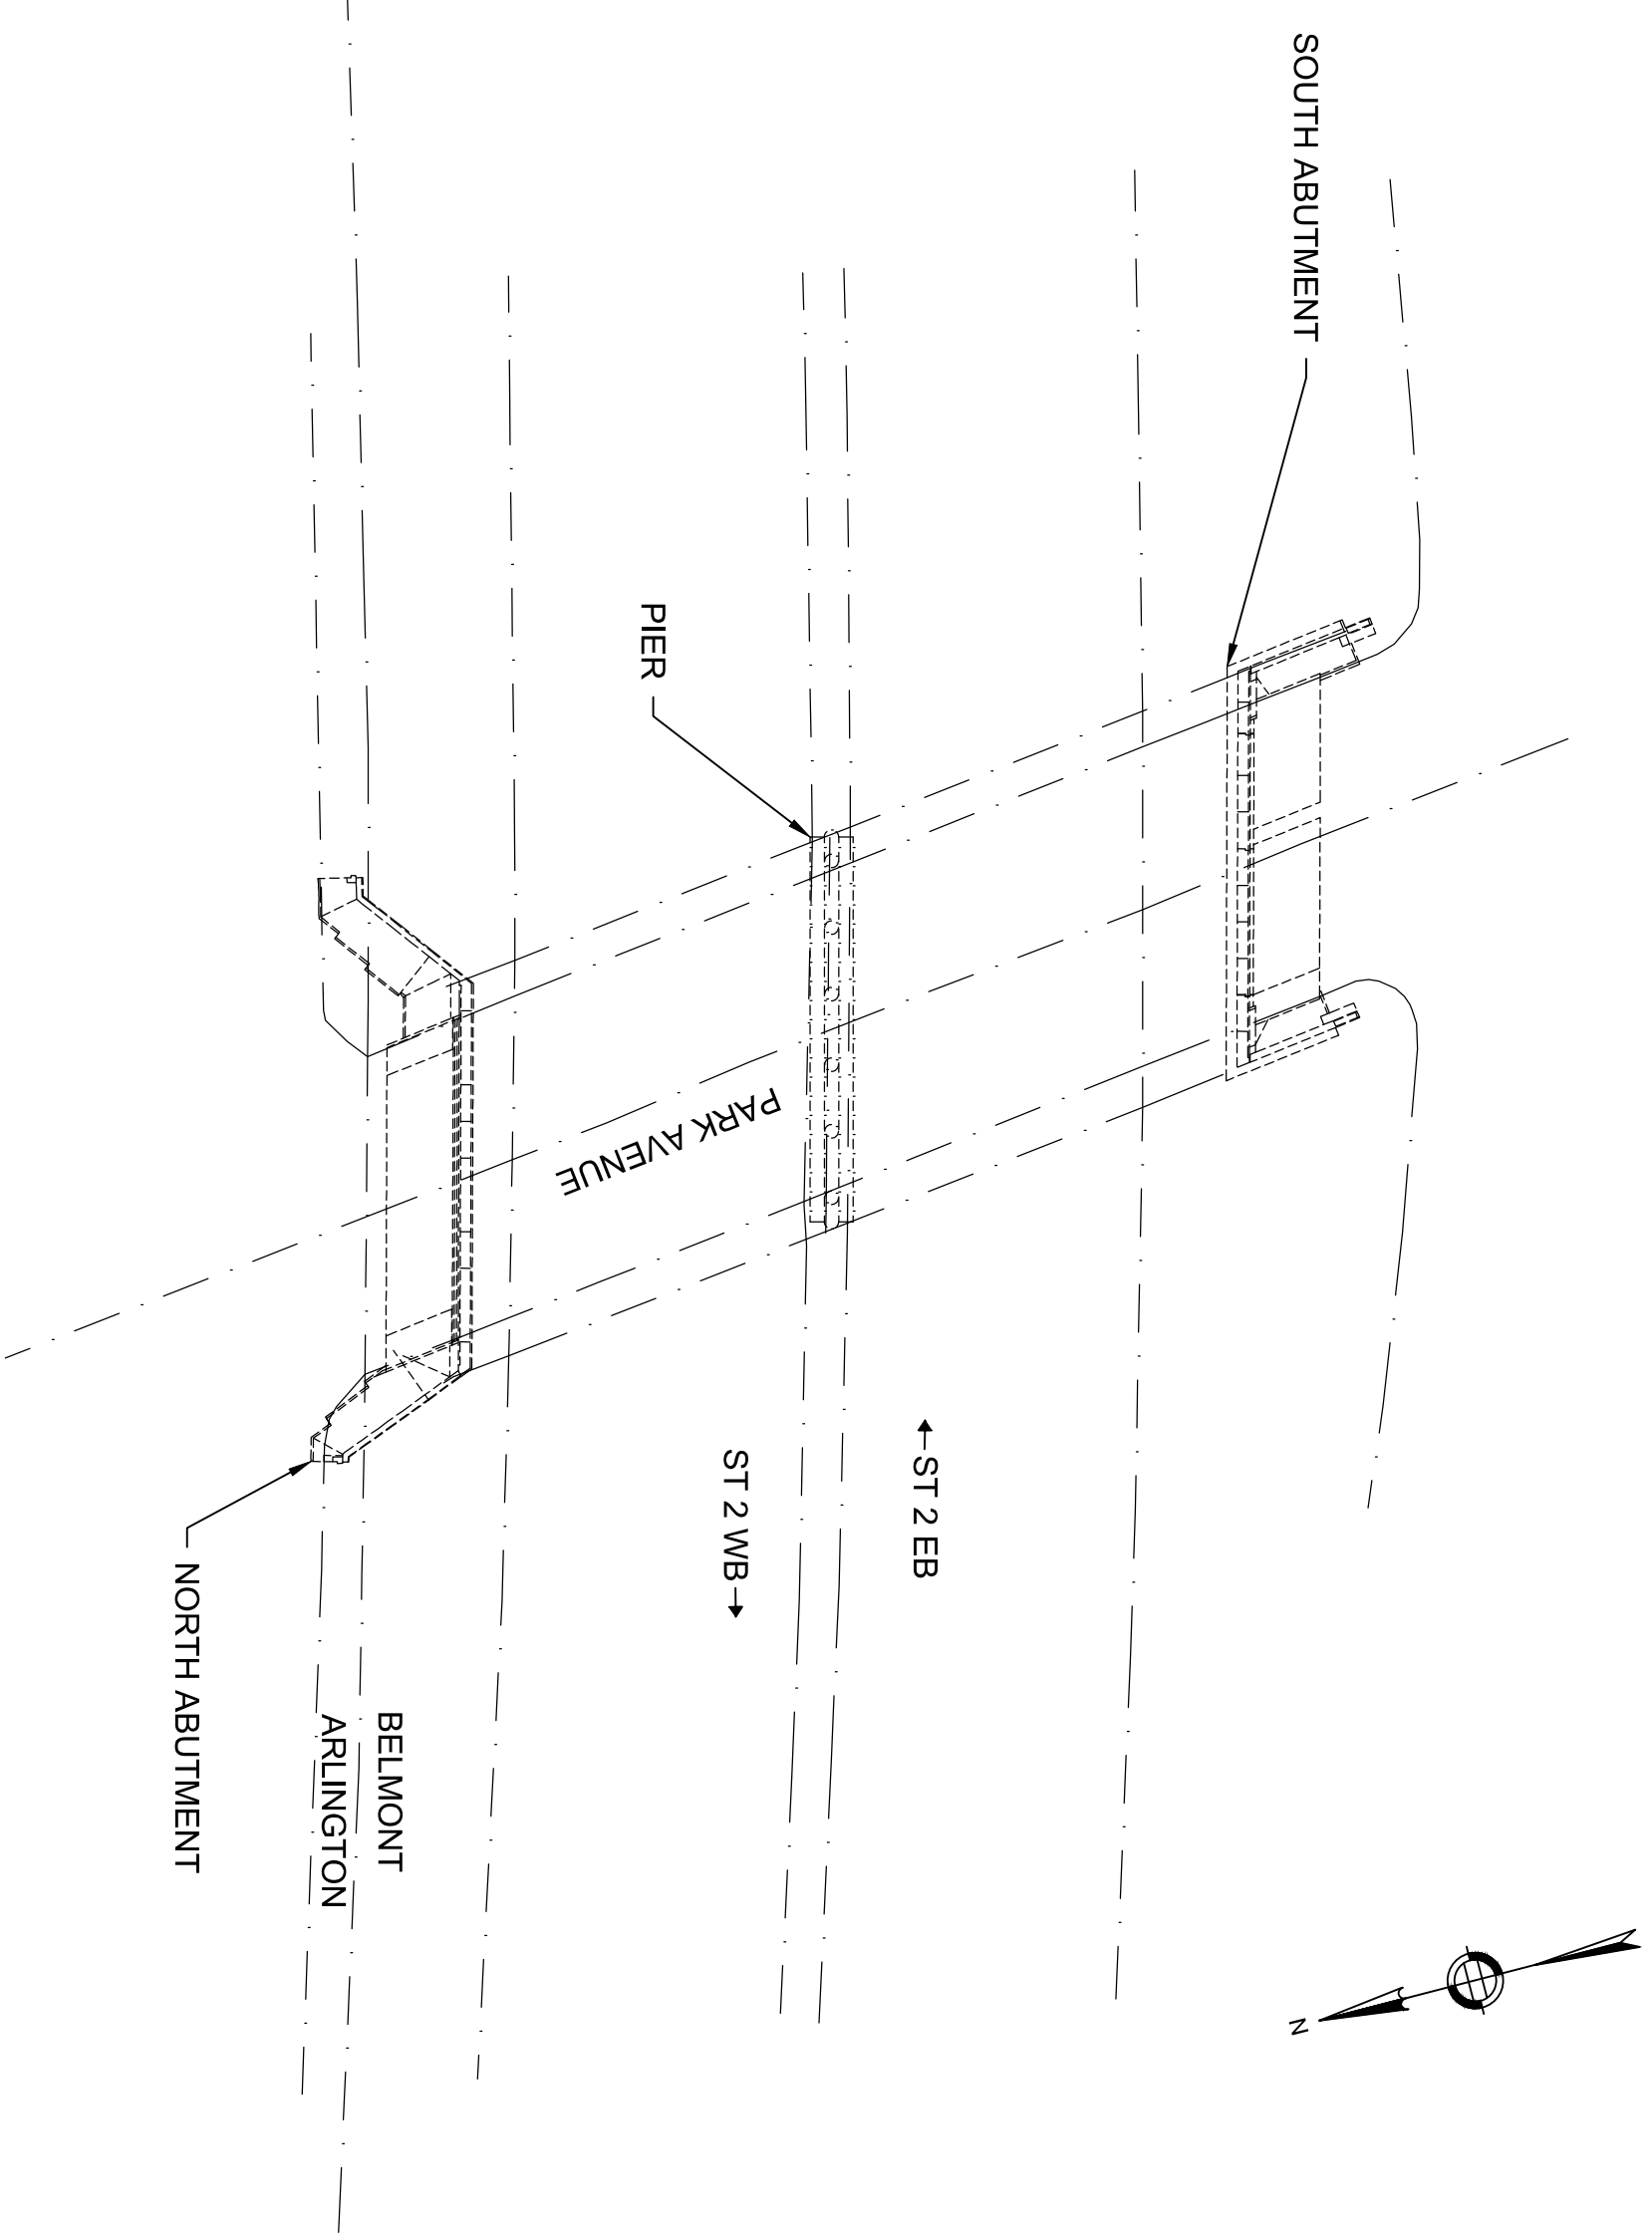 SOUTH ABUTMENT
PIER
PARK AVENUE
ST 2 EB
ST 2 WB
BELMONT
ARLINGTON
NORTH ABUTMENT
N